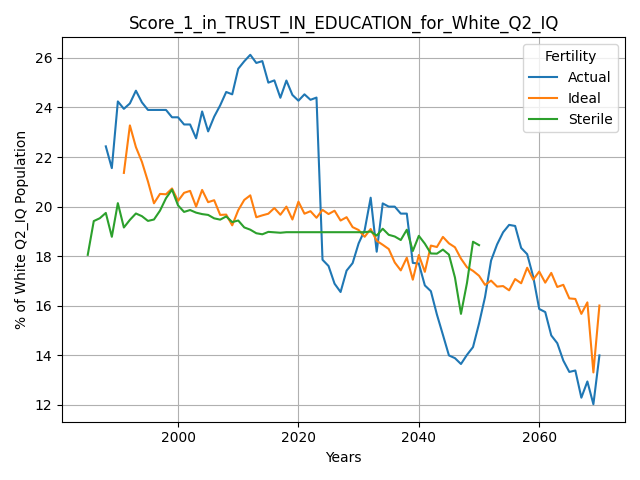 Score_1_in_TRUST_IN_EDUCATION_for_White_Q2_IQ
Fertility
Actual
Ideal
Sterile
% of White Q2_IQ Population
26
24
22
20
18
16
14
12
2000 2020 2040 2060
Years